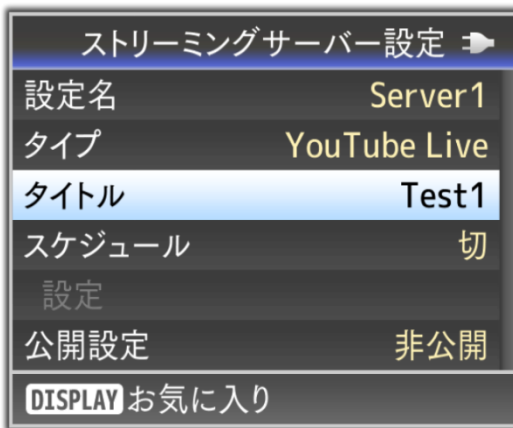 ストリーミングサーバー設定
設定名 Server1
タイプ YouTube Live
タイトル Test1
スケジュール 切
設定
公開設定 非公開
DISPLAY お気に入り